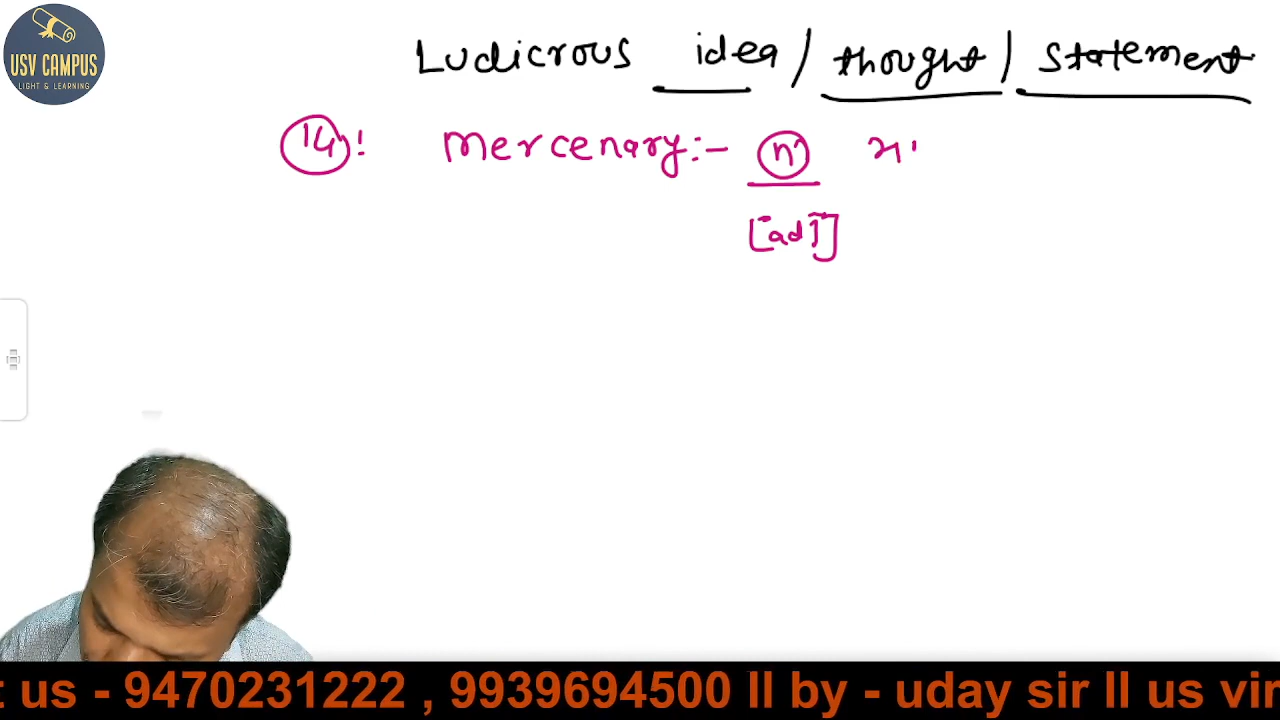 USV CAMPUS
LIGHT & LEARNING
Ludicrous idea / thought / statement
14! mercenary:- n
[adj]
t us - 9470231222 , 9939694500 ll by - uday sir ll us vir